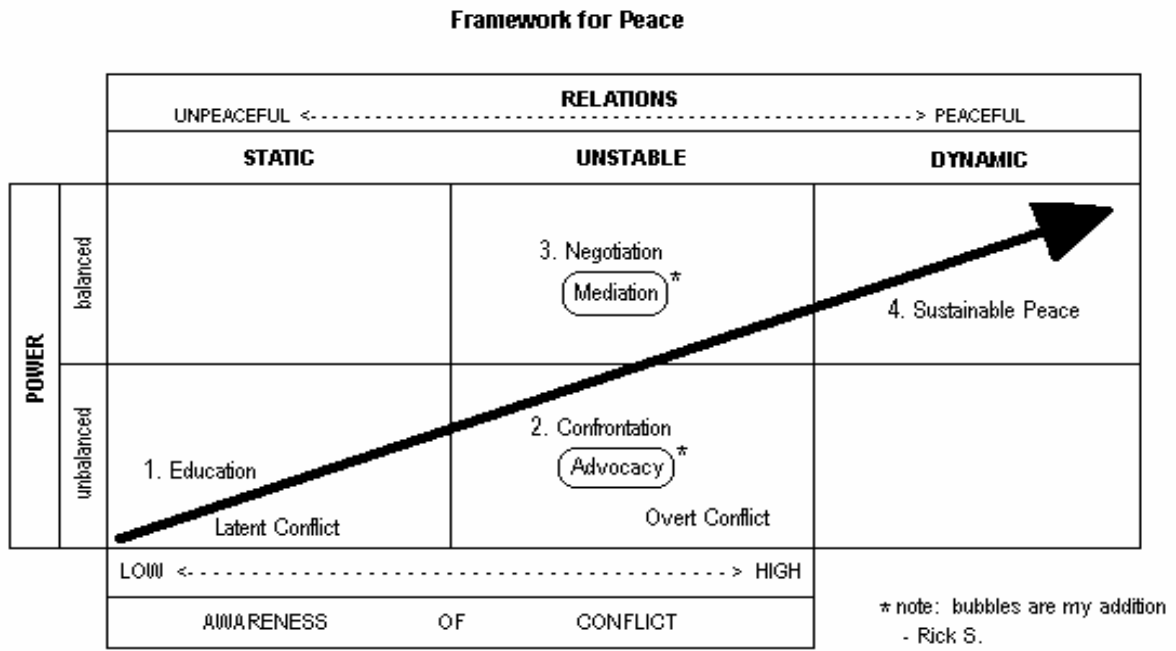 Framework for Peace
RELATIONS
UNPEACEFUL <- - - - - - - - - - - - - - - - - - - - - - - - - - - - - - - - - - - - - - - - - - - - - - - - - - - - - - > PEACEFUL
STATIC UNSTABLE DYNAMIC
POWER
balanced
3. Negotiation
Mediation *
4. Sustainable Peace
unbalanced
1. Education
Latent Conflict
2. Confrontation
Advocacy *
Overt Conflict
LOW <- - - - - - - - - - - - - - - - - - - - - - - - - - - - - - - - - - - - - - - - - - - - - - - - > HIGH
AWARENESS OF CONFLICT
* note: bubbles are my addition
- Rick S.